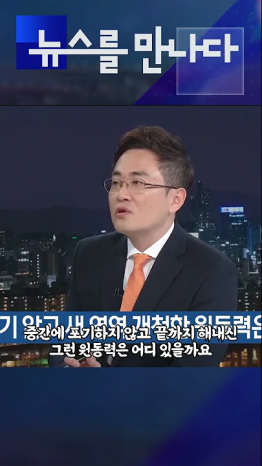 뉴스를 만나다
기 않고 새 영역 개척한 원동력은
중간에 포기하지 않고 끝까지 해내신
그런 원동력은 어디 있을까요